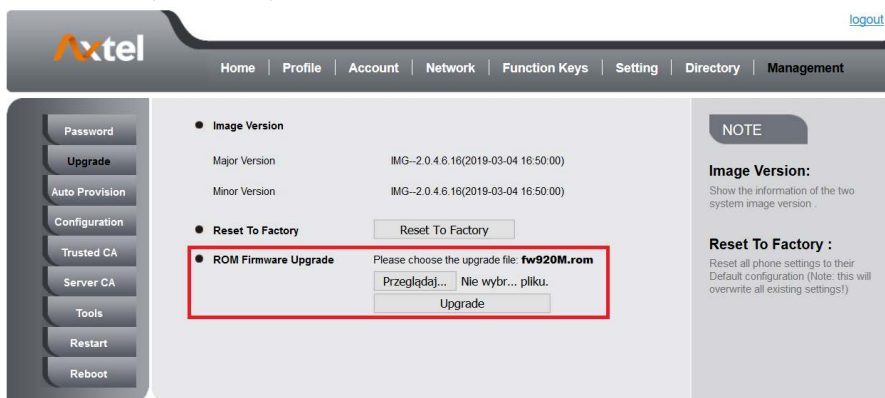 logout
Axtel
Home | Profile | Account | Network | Function Keys | Setting | Directory | Management
Password
Upgrade
Auto Provision
Configuration
Trusted CA
Server CA
Tools
Restart
Reboot
Image Version
Major Version IMG--2.0.4.6.16(2019-03-04 16:50:00)
Minor Version IMG--2.0.4.6.16(2019-03-04 16:50:00)
Reset To Factory Reset To Factory
ROM Firmware Upgrade Please choose the upgrade file: fw920M.rom
Przeglądaj... Nie wybr... pliku.
Upgrade
NOTE
Image Version:
Show the information of the two
system image version .
Reset To Factory :
Reset all phone settings to their
Default configuration (Note: this will
overwrite all existing settings!)